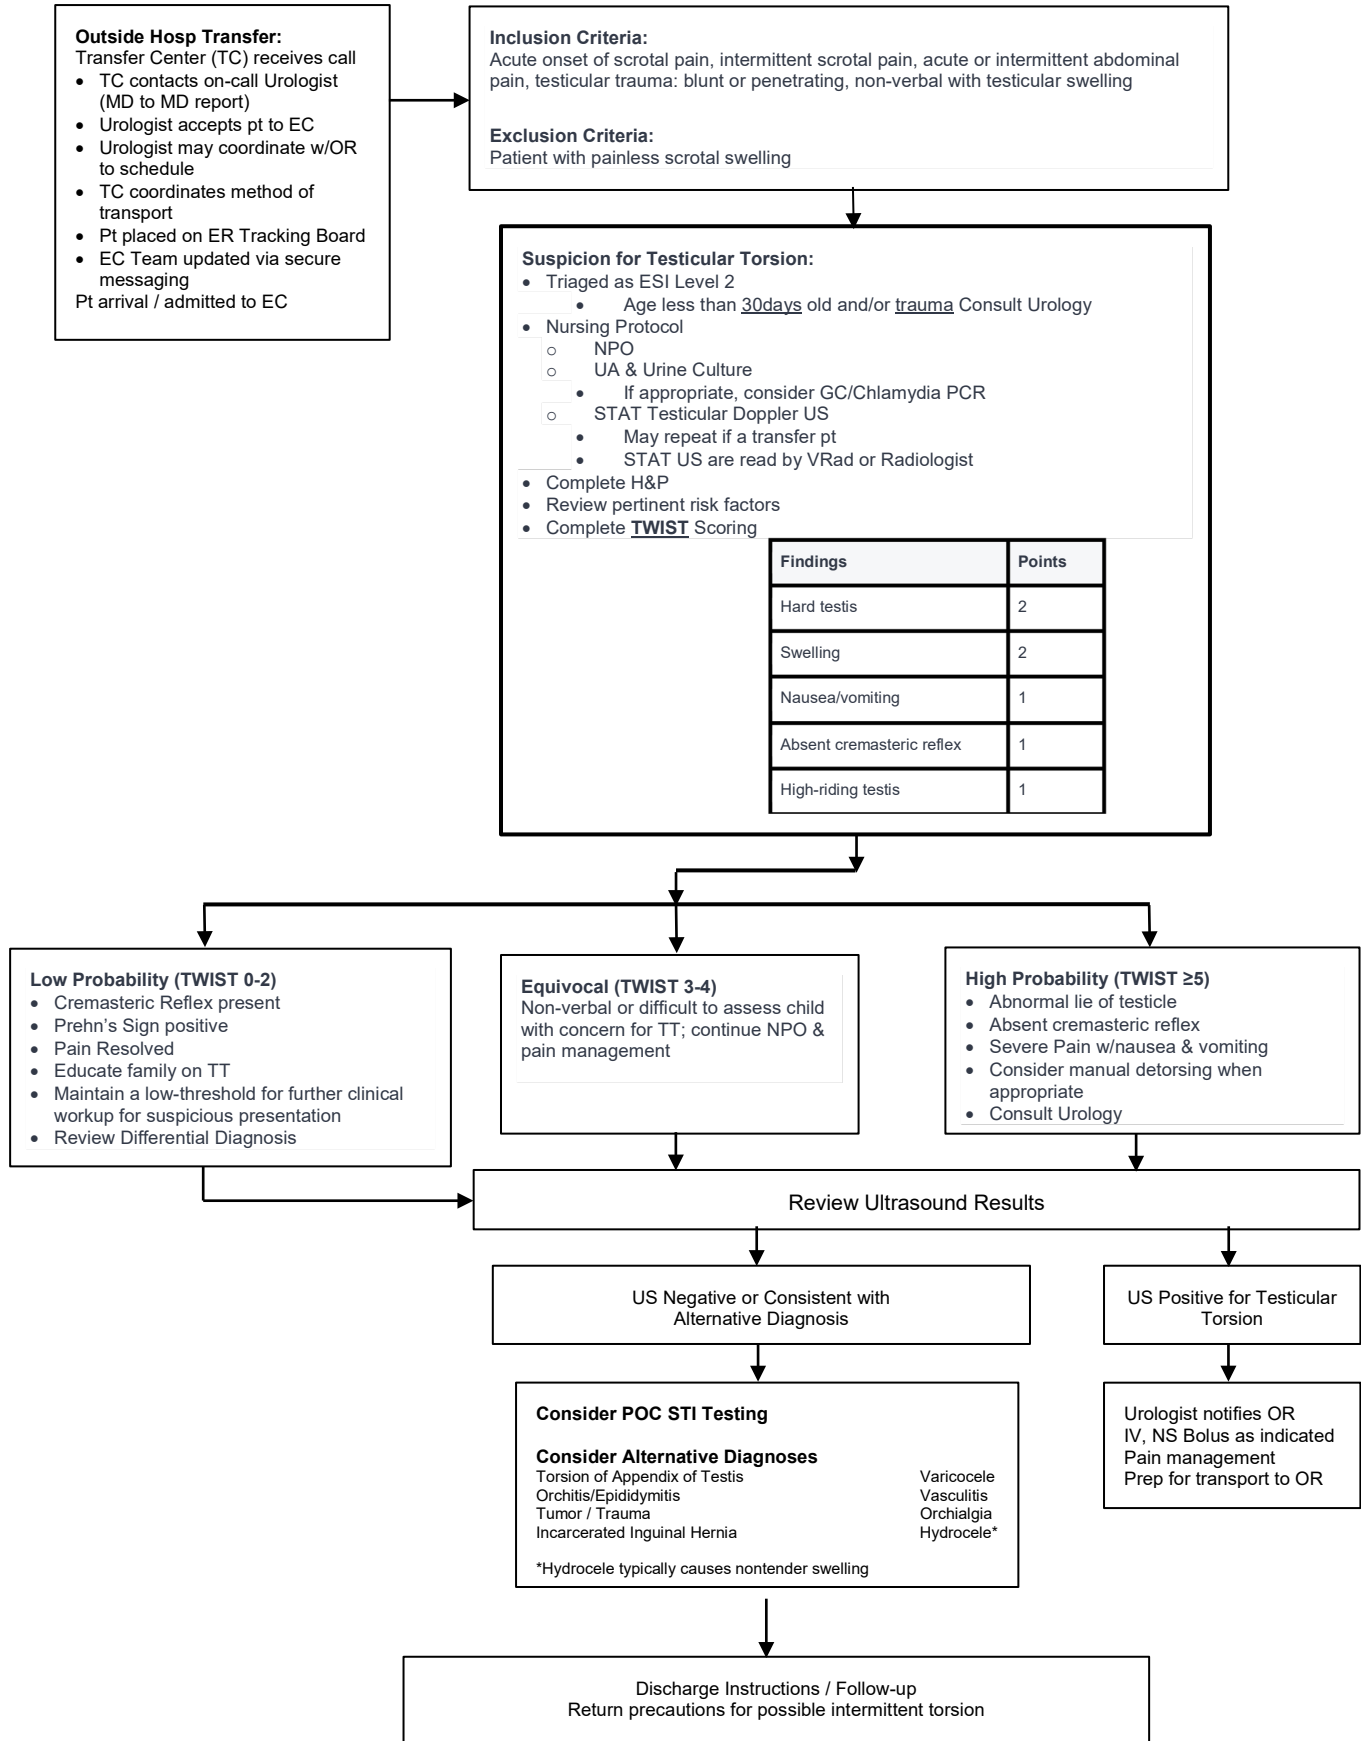 Outside Hosp Transfer:
Transfer Center (TC) receives call
• TC contacts on-call Urologist
(MD to MD report)
• Urologist accepts pt to EC
• Urologist may coordinate w/OR
to schedule
• TC coordinates method of
transport
• Pt placed on ER Tracking Board
• EC Team updated via secure
messaging
Pt arrival / admitted to EC
Inclusion Criteria:
Acute onset of scrotal pain, intermittent scrotal pain, acute or intermittent abdominal
pain, testicular trauma: blunt or penetrating, non-verbal with testicular swelling
Exclusion Criteria:
Patient with painless scrotal swelling
Suspicion for Testicular Torsion:
• Triaged as ESI Level 2
• Age less than 30days old and/or trauma Consult Urology
• Nursing Protocol
o NPO
o UA & Urine Culture
• If appropriate, consider GC/Chlamydia PCR
o STAT Testicular Doppler US
• May repeat if a transfer pt
• STAT US are read by VRad or Radiologist
• Complete H&P
• Review pertinent risk factors
• Complete TWIST Scoring
Findings Points
Hard testis 2
Swelling 2
Nausea/vomiting 1
Absent cremasteric reflex 1
High-riding testis 1
Low Probability (TWIST 0-2)
• Cremasteric Reflex present
• Prehn's Sign positive
• Pain Resolved
• Educate family on TT
• Maintain a low-threshold for further clinical
workup for suspicious presentation
• Review Differential Diagnosis
Equivocal (TWIST 3-4)
Non-verbal or difficult to assess child
with concern for TT; continue NPO &
pain management
High Probability (TWIST ≥5)
• Abnormal lie of testicle
• Absent cremasteric reflex
• Severe Pain w/nausea & vomiting
• Consider manual detorsing when
appropriate
• Consult Urology
Review Ultrasound Results
US Negative or Consistent with
Alternative Diagnosis
US Positive for Testicular
Torsion
Consider POC STI Testing
Consider Alternative Diagnoses
Torsion of Appendix of Testis Varicocele
Orchitis/Epididymitis Vasculitis
Tumor / Trauma Orchialgia
Incarcerated Inguinal Hernia Hydrocele*
*Hydrocele typically causes nontender swelling
Urologist notifies OR
IV, NS Bolus as indicated
Pain management
Prep for transport to OR
Discharge Instructions / Follow-up
Return precautions for possible intermittent torsion